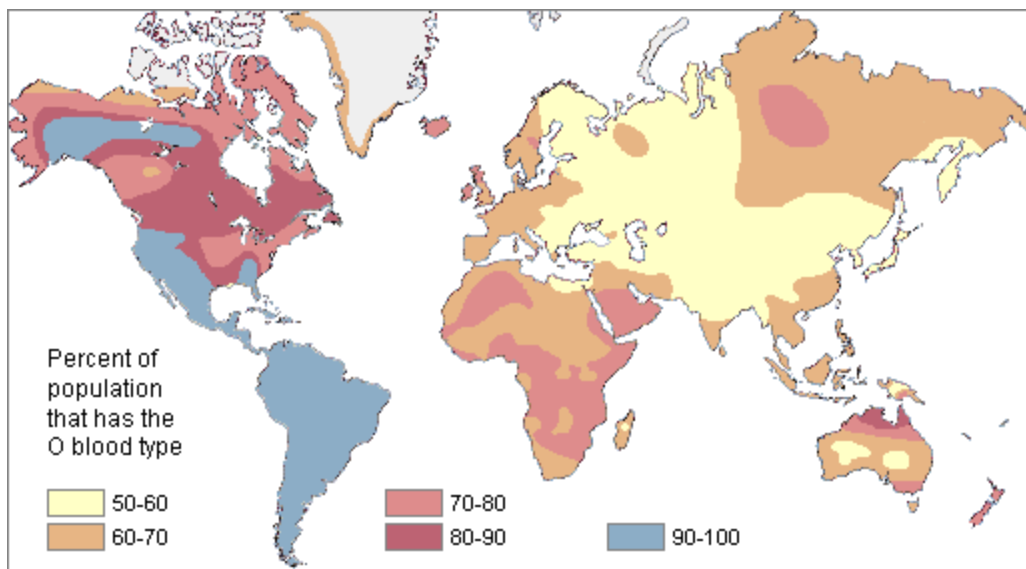 Percent of
population
that has the
O blood type
50-60
60-70
70-80
80-90
90-100